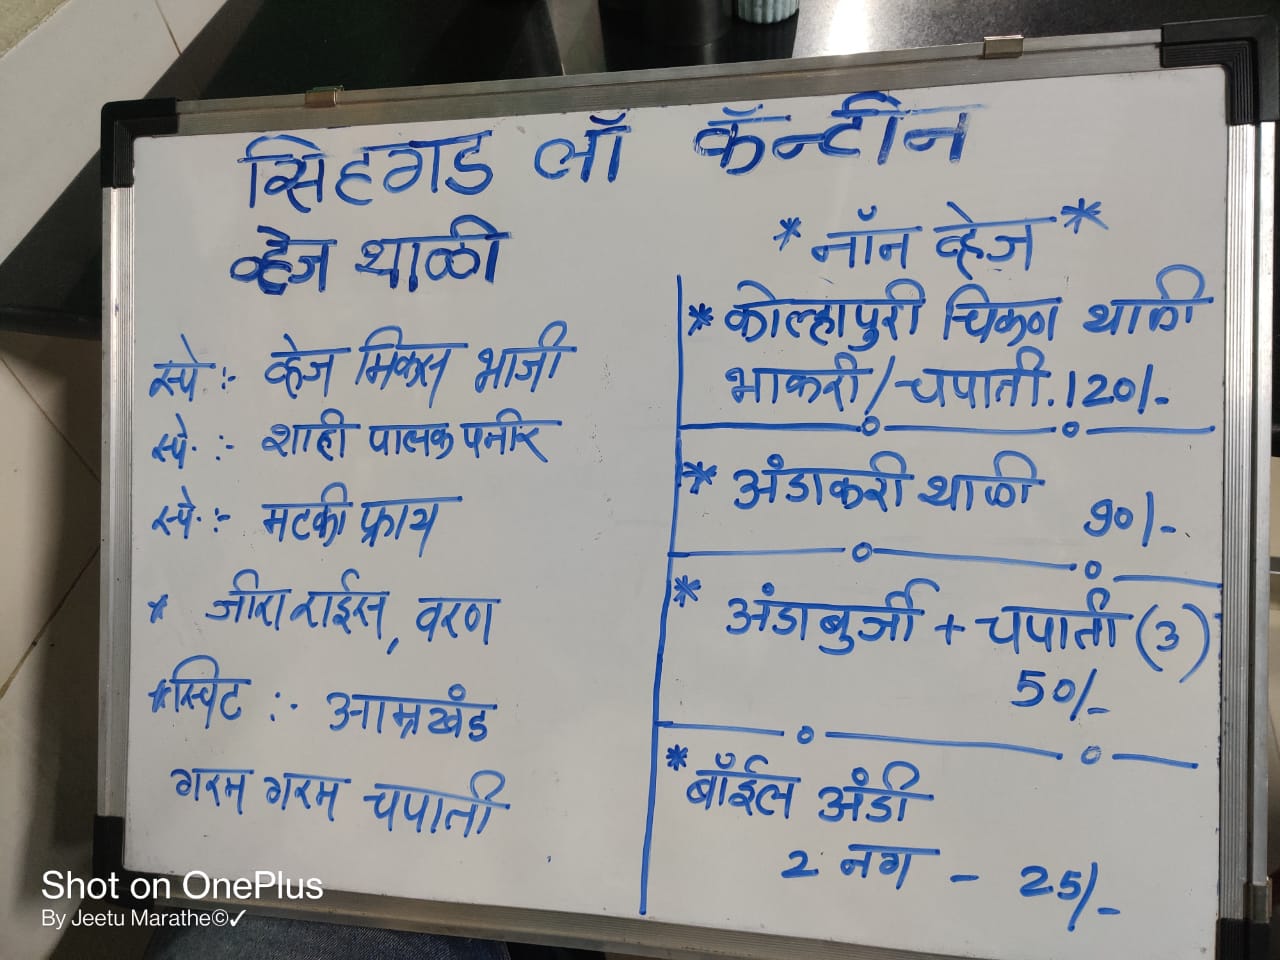 सिंहगड लॉ कॅन्टीन
व्हेज थाळी
स्पे :- व्हेज मिक्स भाजी
स्पे. :- शाही पालक पनीर
स्पे. :- मटकी फ्राय
* जीरा राईस, वरण
* स्विट :- आम्रखंड
गरम गरम चपाती
* नॉन व्हेज *
* कोल्हापुरी चिकण थाळी
भाकरी/चपाती. 120/-
* अंडाकरी थाळी
90/-
* अंडा बुर्जी + चपाती (3)
50/-
* बॉईल अंडी
2 नग - 25/-
Shot on OnePlus
By Jeetu Marathe©✓